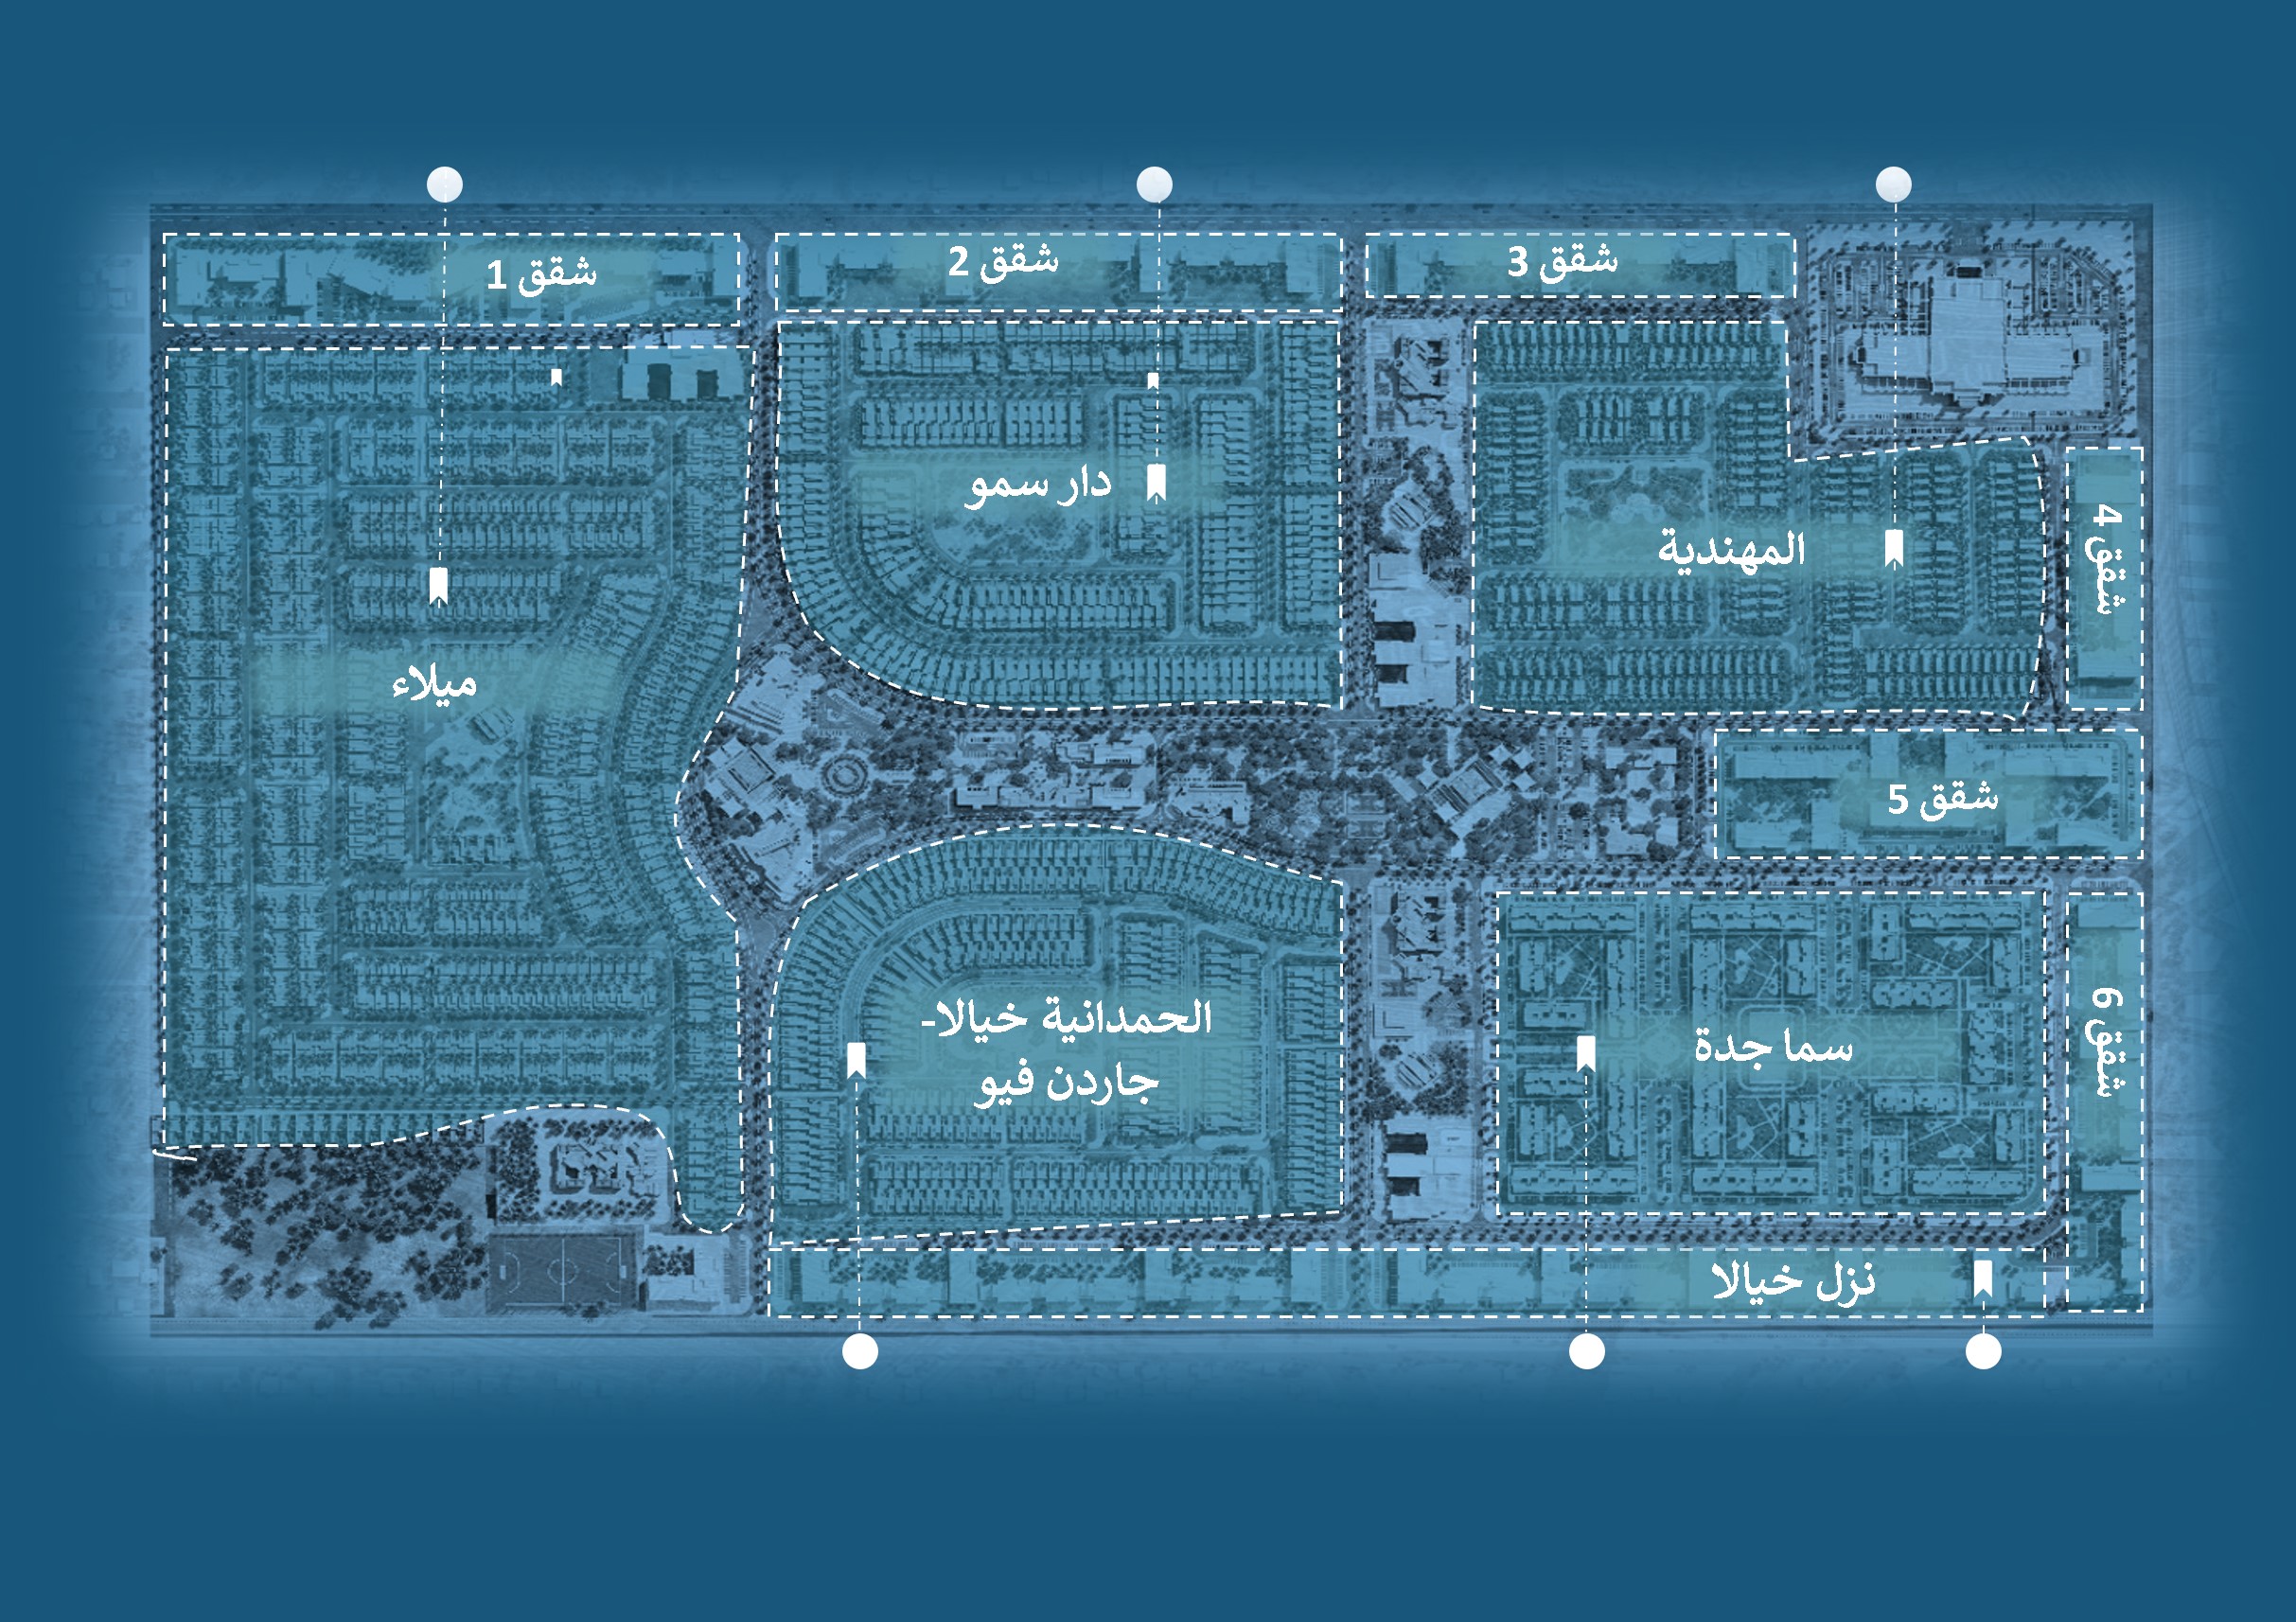 شقق 3
شقق 2
شقق 1
دار سمو
المهندية
شقق 4
ميلاء
شقق 5
الحمدانية خيالا-
جاردن فيو
سما جدة
شقق 6
نزل خيالا